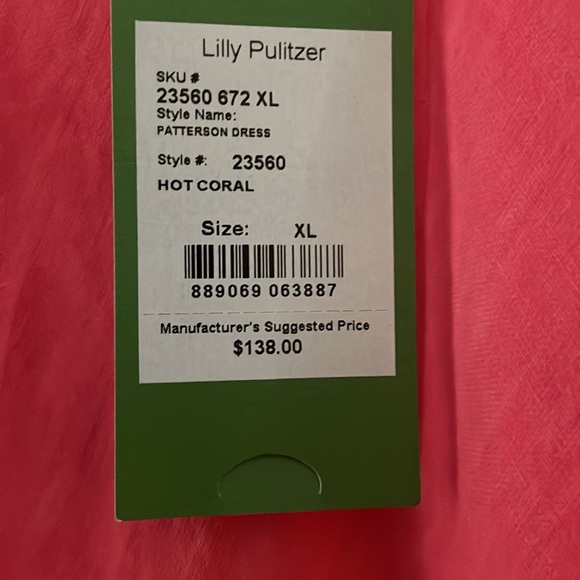 Lilly Pulitzer
SKU #
23560 672 XL
Style Name:
PATTERSON DRESS
Style #: 23560
HOT CORAL
Size: XL
889069 063887
Manufacturer's Suggested Price
$138.00